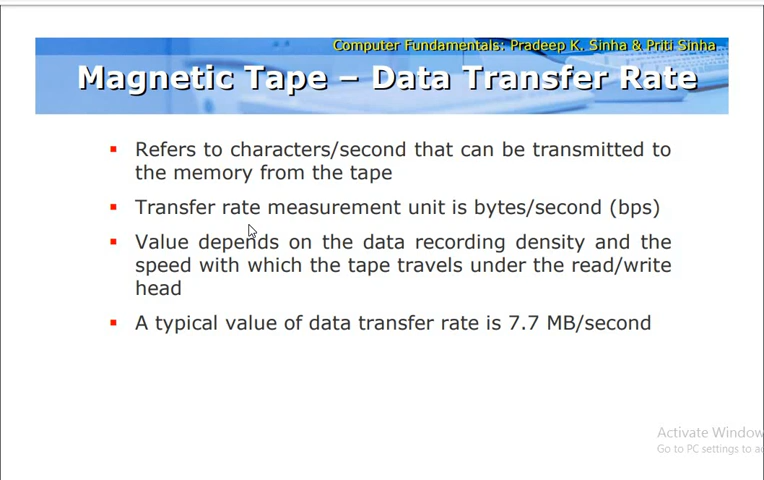 Computer Fundamentals: Pradeep K. Sinha & Priti Sinha
Magnetic Tape – Data Transfer Rate
▪ Refers to characters/second that can be transmitted to
the memory from the tape
▪ Transfer rate measurement unit is bytes/second (bps)
▪ Value depends on the data recording density and the
speed with which the tape travels under the read/write
head
▪ A typical value of data transfer rate is 7.7 MB/second
Activate Window
Go to PC settings to a